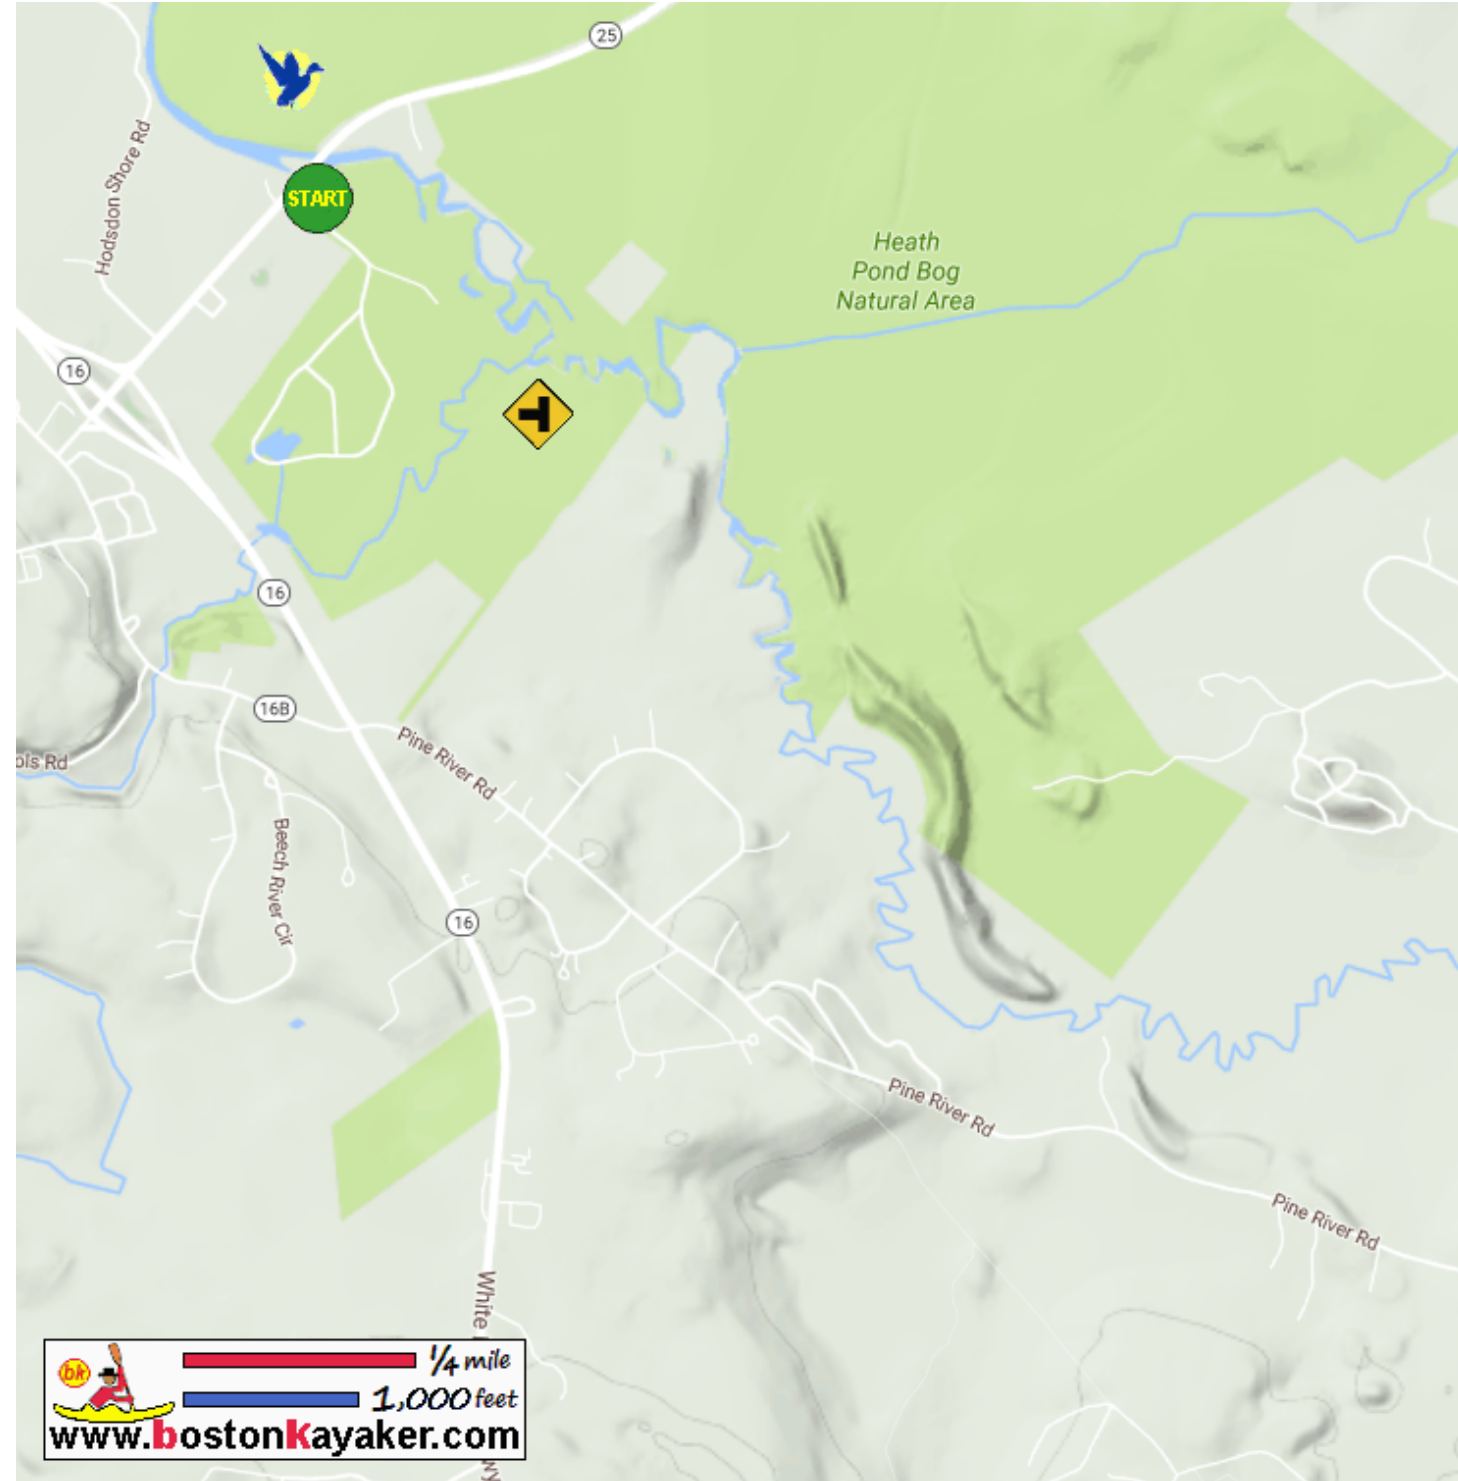 25
Hodsdon Shore Rd
START
Heath
Pond Bog
Natural Area
16
16
16B
Pine River Rd
Rd
Beech River Cir
16
Pine River Rd
Pine River Rd
White
bk
1/4 mile
1,000 feet
www.bostonkayaker.com